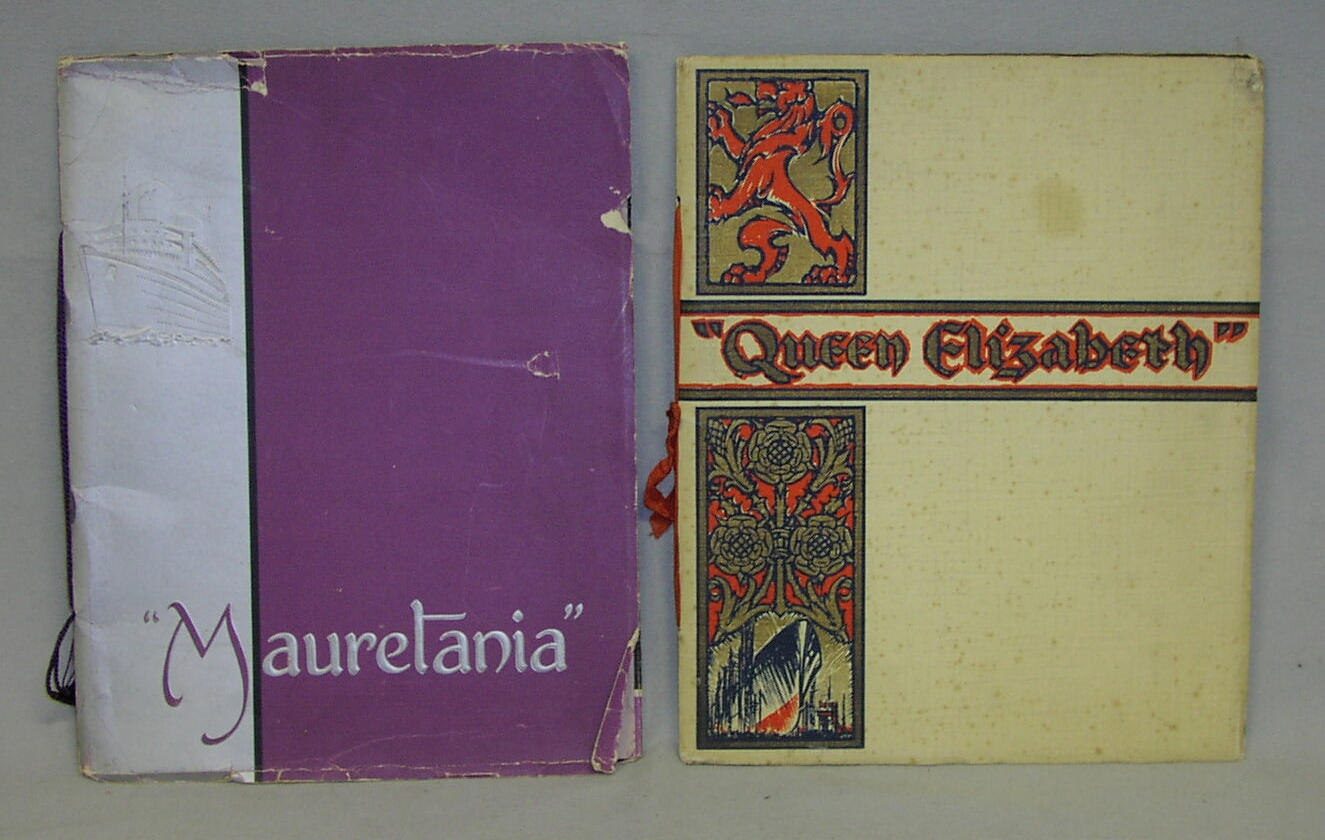 “Mauretania”
“Queen Elizabeth”